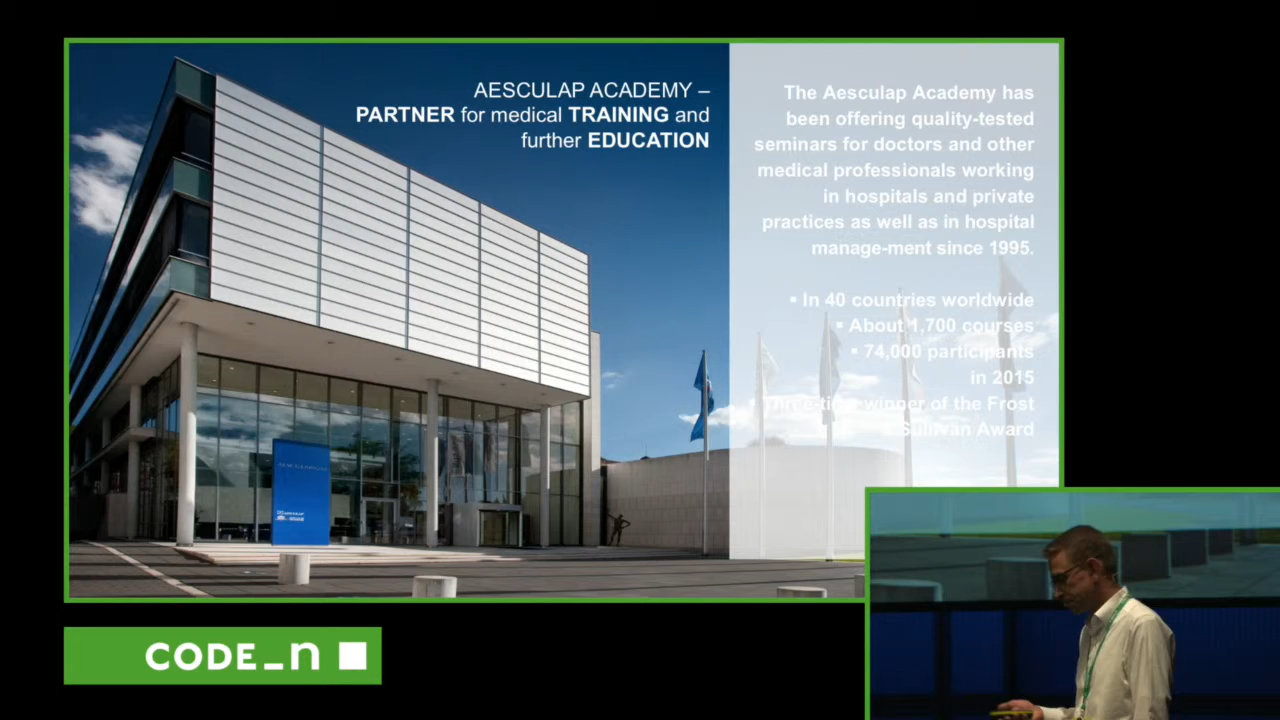 AESCULAP ACADEMY –
PARTNER for medical TRAINING and
further EDUCATION
The Aesculap Academy has
been offering quality-tested
seminars for doctors and other
medical professionals working
in hospitals and private
practices as well as in hospital
manage-ment since 1995.
▪ In 40 countries worldwide
▪ About 1,700 courses
▪ 74,000 participants
in 2015
Three-time winner of the Frost
Sullivan Award
CODE_n